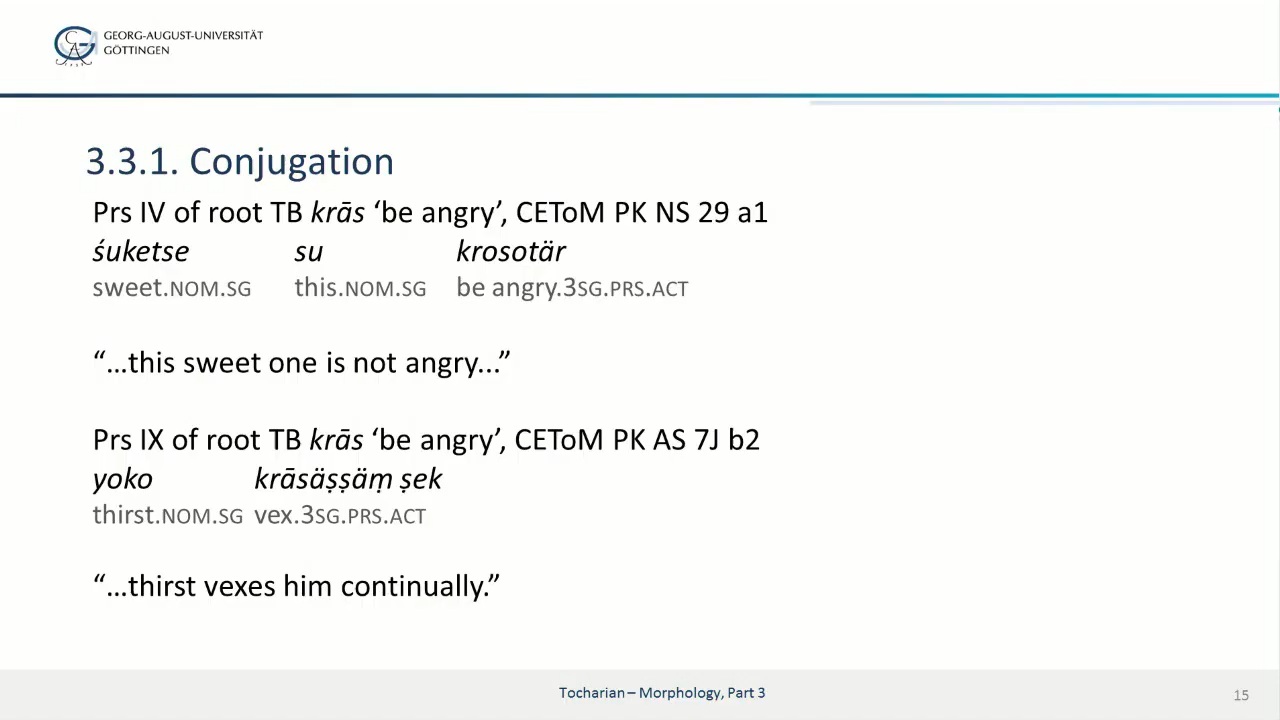 GEORG-AUGUST-UNIVERSITÄT
GÖTTINGEN
3.3.1. Conjugation
Prs IV of root TB krās ‘be angry’, CEToM PK NS 29 a1
śuketse su krosotär
sweet.NOM.SG this.NOM.SG be angry.3SG.PRS.ACT
“…this sweet one is not angry...”
Prs IX of root TB krās ‘be angry’, CEToM PK AS 7J b2
yoko krāsäṣṣäṃ ṣek
thirst.NOM.SG vex.3SG.PRS.ACT
“…thirst vexes him continually.”
Tocharian – Morphology, Part 3
15